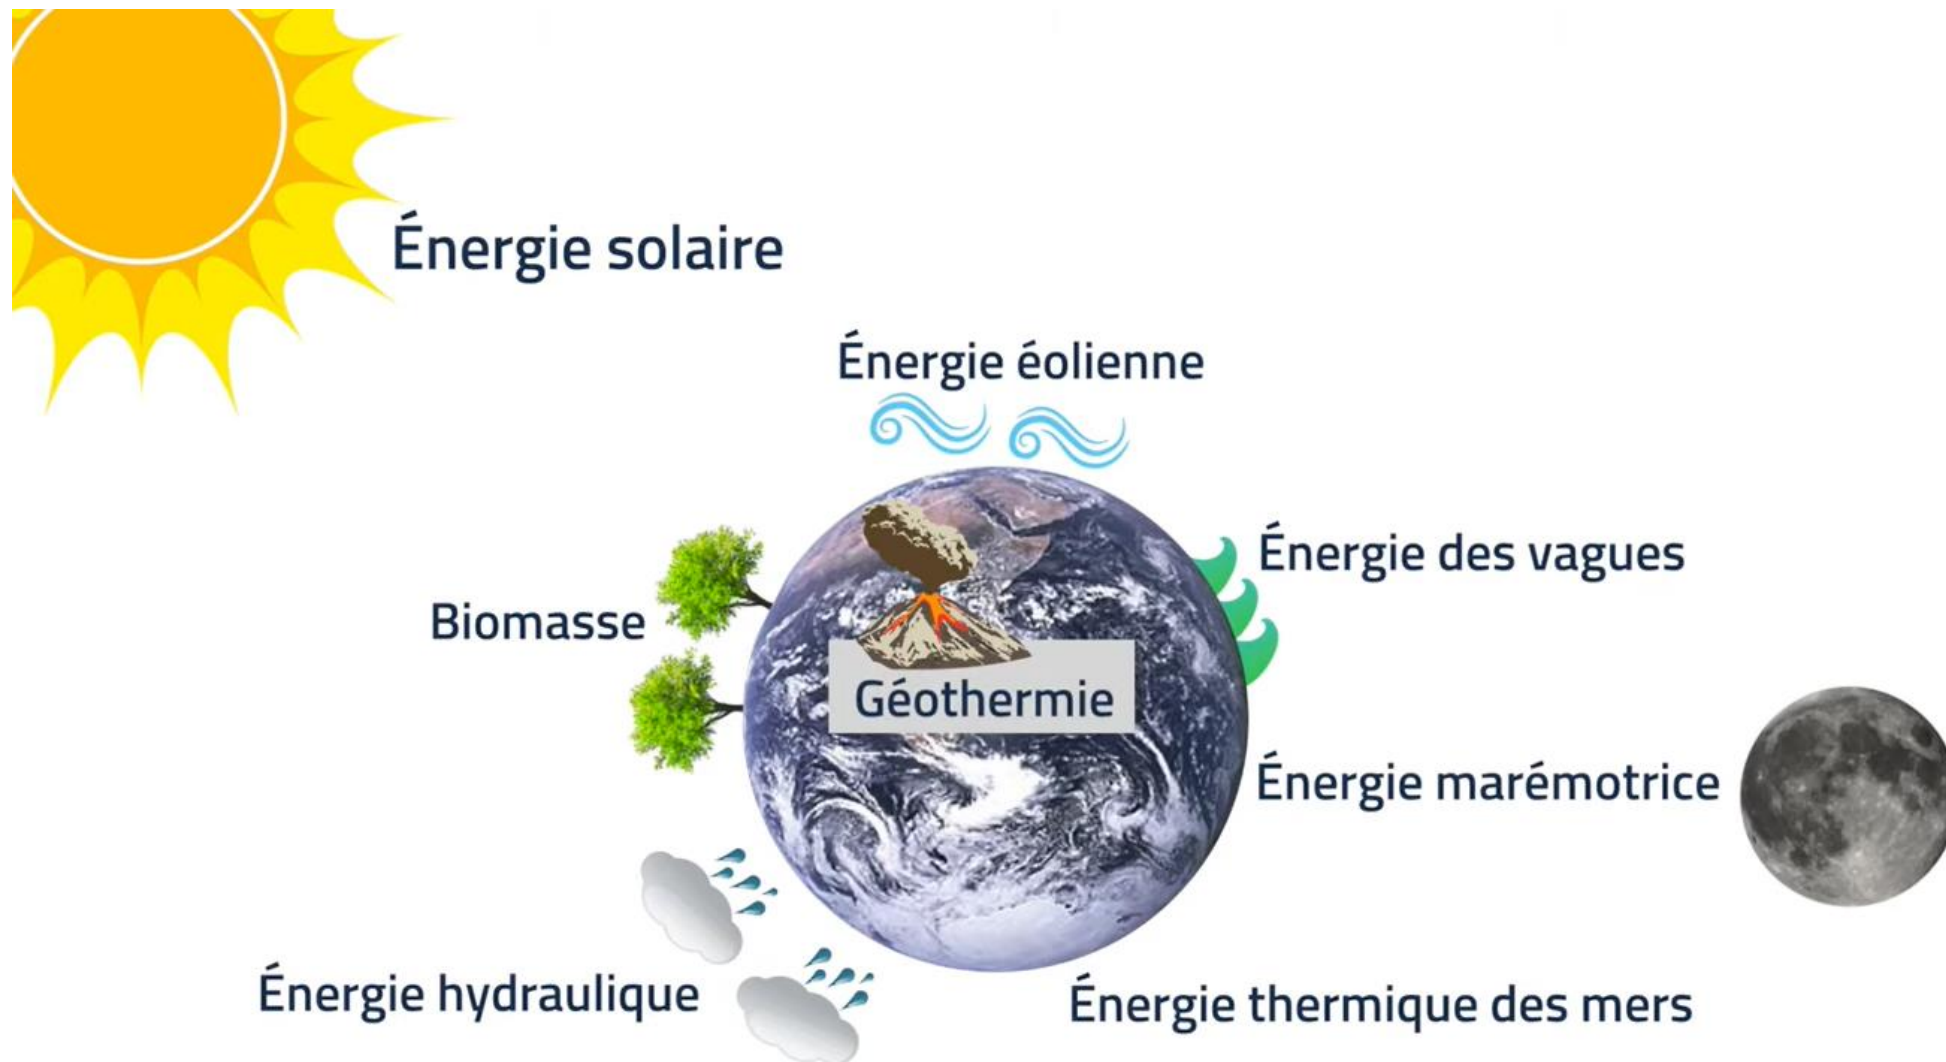 Énergie solaire
Énergie éolienne
Énergie des vagues
Biomasse
Géothermie
Énergie marémotrice
Énergie hydraulique
Énergie thermique des mers